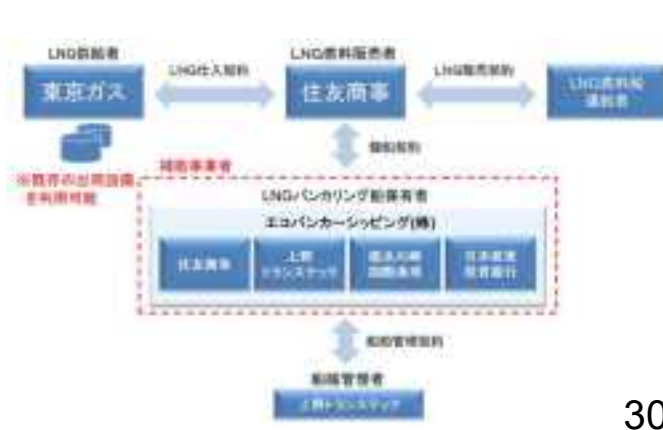 LNG供給者
東京ガス
LNG仕入契約
LNG燃料販売者
住友商事
LNG販売契約
LNG燃料船
運航者
※既存の出荷設備
を利用可能
傭船契約
補助事業者
LNGバンカリング船保有者
エコバンカーシッピング(株)
住友商事
上野
トランステック
横浜川崎
国際港湾
日本政策
投資銀行
船舶管理契約
船舶管理者
上野トランステック
30